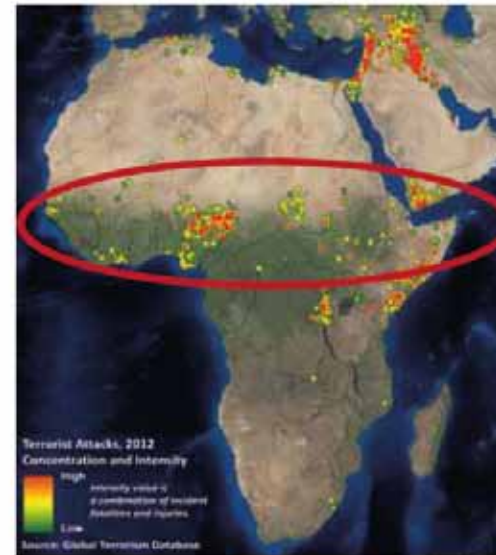 Terrorist Attacks, 2012
Concentration and Intensity
High
Intensity value is
a combination of incident
fatalities and injuries.
Low
Source: Global Terrorism Database